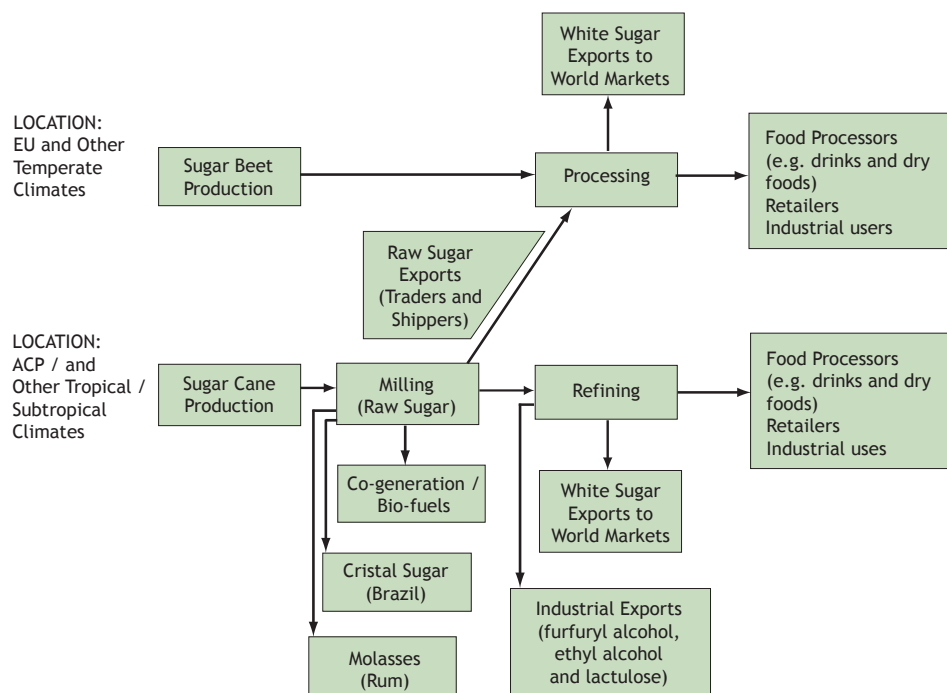 White Sugar
Exports to
World Markets
LOCATION:
EU and Other
Temperate
Climates
Sugar Beet
Production
Processing
Food Processors
(e.g. drinks and dry
foods)
Retailers
Industrial users
Raw Sugar
Exports
(Traders and
Shippers)
LOCATION:
ACP / and
Other Tropical /
Subtropical
Climates
Sugar Cane
Production
Milling
(Raw Sugar)
Refining
Food Processors
(e.g. drinks and dry
foods)
Retailers
Industrial uses
Co-generation /
Bio-fuels
White Sugar
Exports to
World Markets
Cristal Sugar
(Brazil)
Industrial Exports
(furfuryl alcohol,
ethyl alcohol
and lactulose)
Molasses
(Rum)